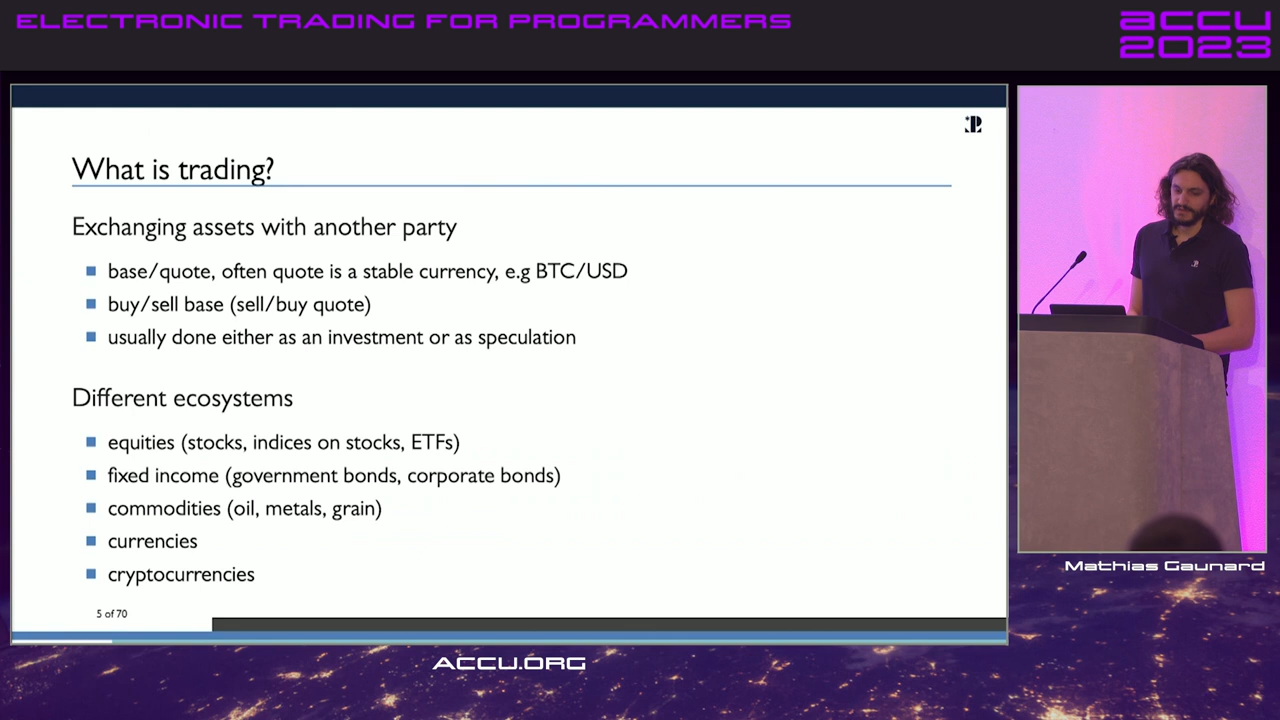 ELECTRONIC TRADING FOR PROGRAMMERS
accu
2023
What is trading?
Exchanging assets with another party
base/quote, often quote is a stable currency, e.g BTC/USD
buy/sell base (sell/buy quote)
usually done either as an investment or as speculation
Different ecosystems
equities (stocks, indices on stocks, ETFs)
fixed income (government bonds, corporate bonds)
commodities (oil, metals, grain)
currencies
cryptocurrencies
5 of 70
Mathias Gaunard
ACCU.ORG